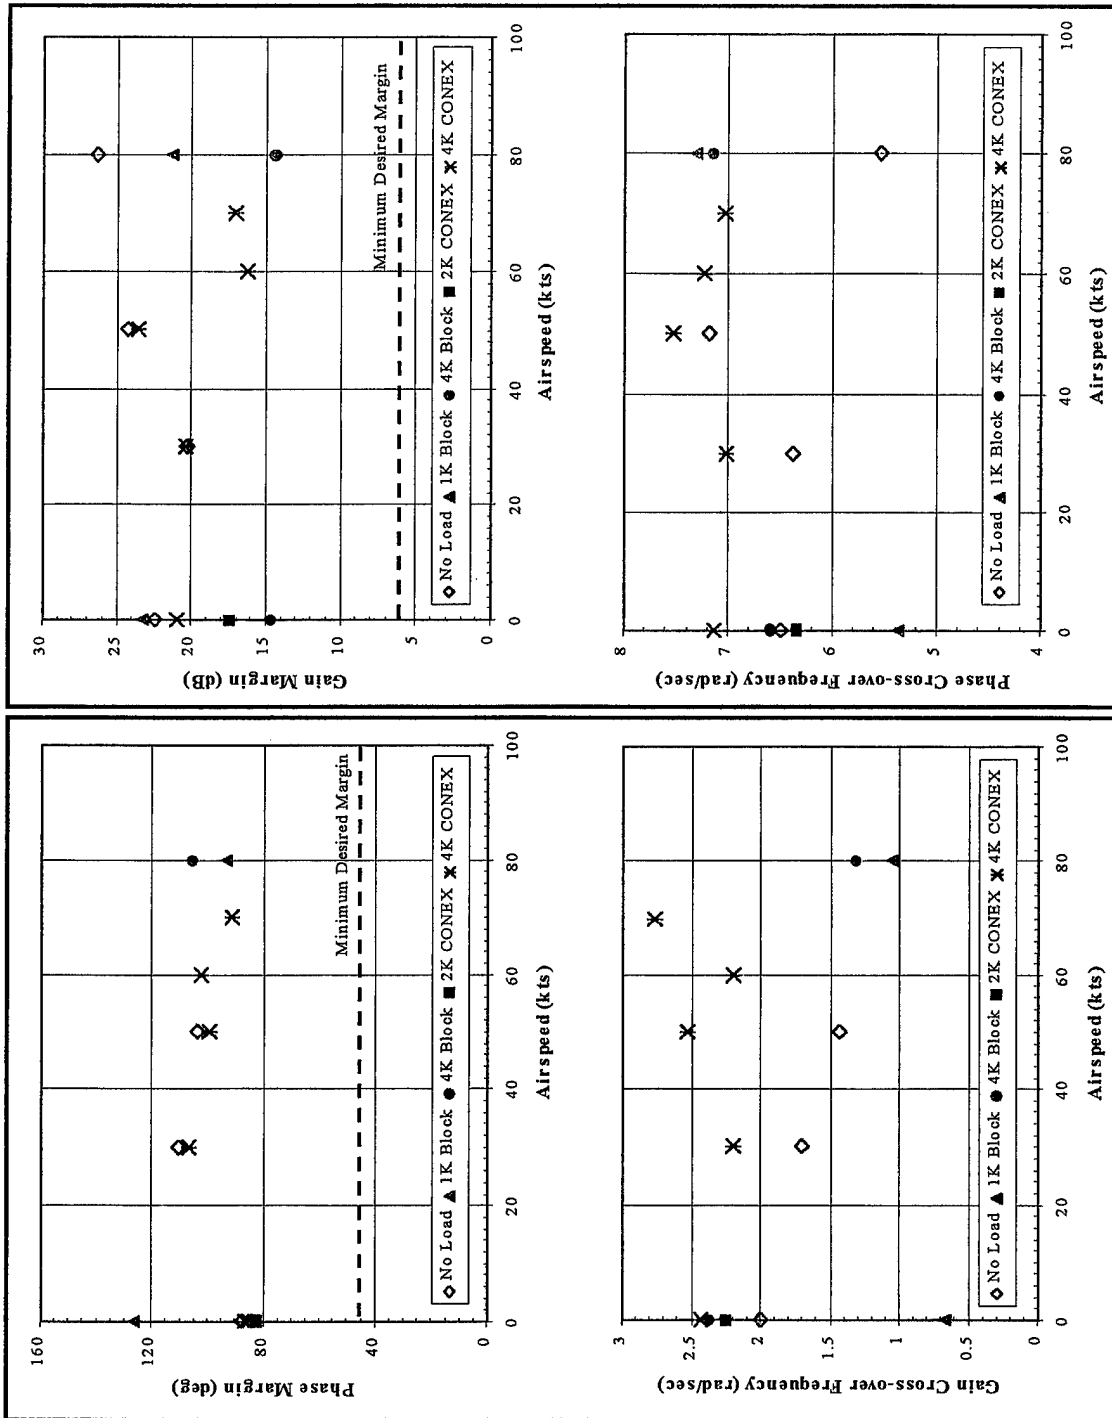 160
120
80
40
0
Phase Margin (deg)
Minimum Desired Margin
No Load 1K Block 4K Block 2K CONEX 4K CONEX
0 20 40 60 80 100
Airspeed (kts)
3
2.5
2
1.5
1
0.5
0
Gain Cross-over Frequency (rad/sec)
No Load 1K Block 4K Block 2K CONEX 4K CONEX
0 20 40 60 80 100
Airspeed (kts)
30
25
20
15
10
5
0
Gain Margin (dB)
Minimum Desired Margin
No Load 1K Block 4K Block 2K CONEX 4K CONEX
0 20 40 60 80 100
Airspeed (kts)
8
7
6
5
4
Phase Cross-over Frequency (rad/sec)
No Load 1K Block 4K Block 2K CONEX 4K CONEX
0 20 40 60 80 100
Airspeed (kts)